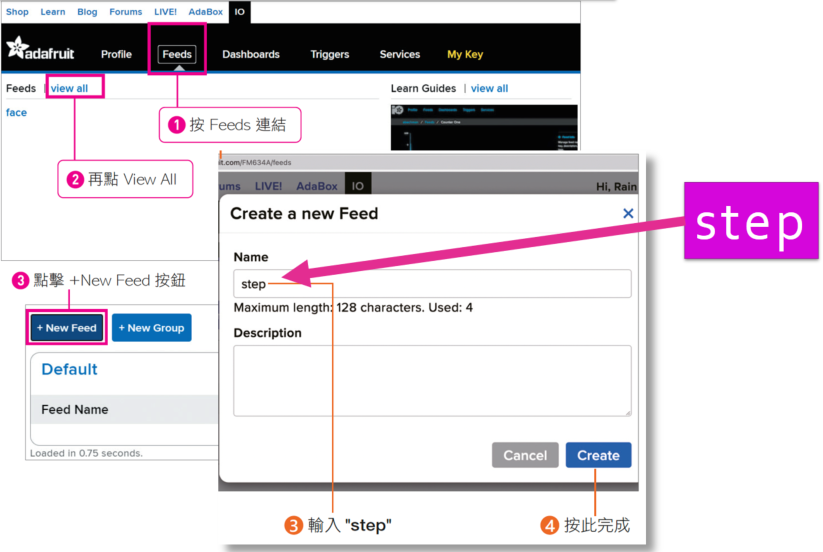 Shop Learn Blog Forums LIVE! AdaBox IO
adafruit Profile Feeds Dashboards Triggers Services My Key
Feeds | view all
Learn Guides | view all
face
1 按 Feeds 連結
2 再點 View All
it.com/FM634A/feeds
ums LIVE! AdaBox IO
Hi, Rain
Create a new Feed ×
step
Name
step
Maximum length: 128 characters. Used: 4
Description
Cancel Create
3 點擊 +New Feed 按鈕
+ New Feed + New Group
Default
Feed Name
Loaded in 0.75 seconds.
3 輸入 "step"
4 按此完成